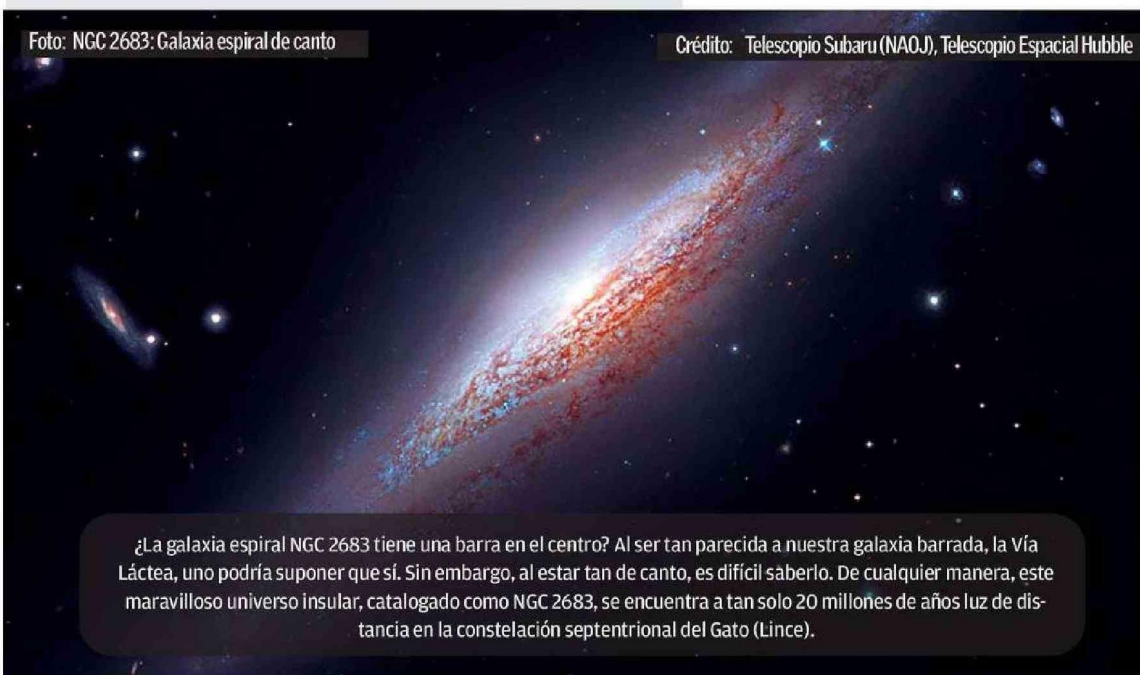 Foto: NGC 2683: Galaxia espiral de canto
Crédito: Telescopio Subaru (NAOJ), Telescopio Espacial Hubble
¿La galaxia espiral NGC 2683 tiene una barra en el centro? Al ser tan parecida a nuestra galaxia barrada, la Vía
Láctea, uno podría suponer que sí. Sin embargo, al estar tan de canto, es difícil saberlo. De cualquier manera, este
maravilloso universo insular, catalogado como NGC 2683, se encuentra a tan solo 20 millones de años luz de dis-
tancia en la constelación septentrional del Gato (Lince).